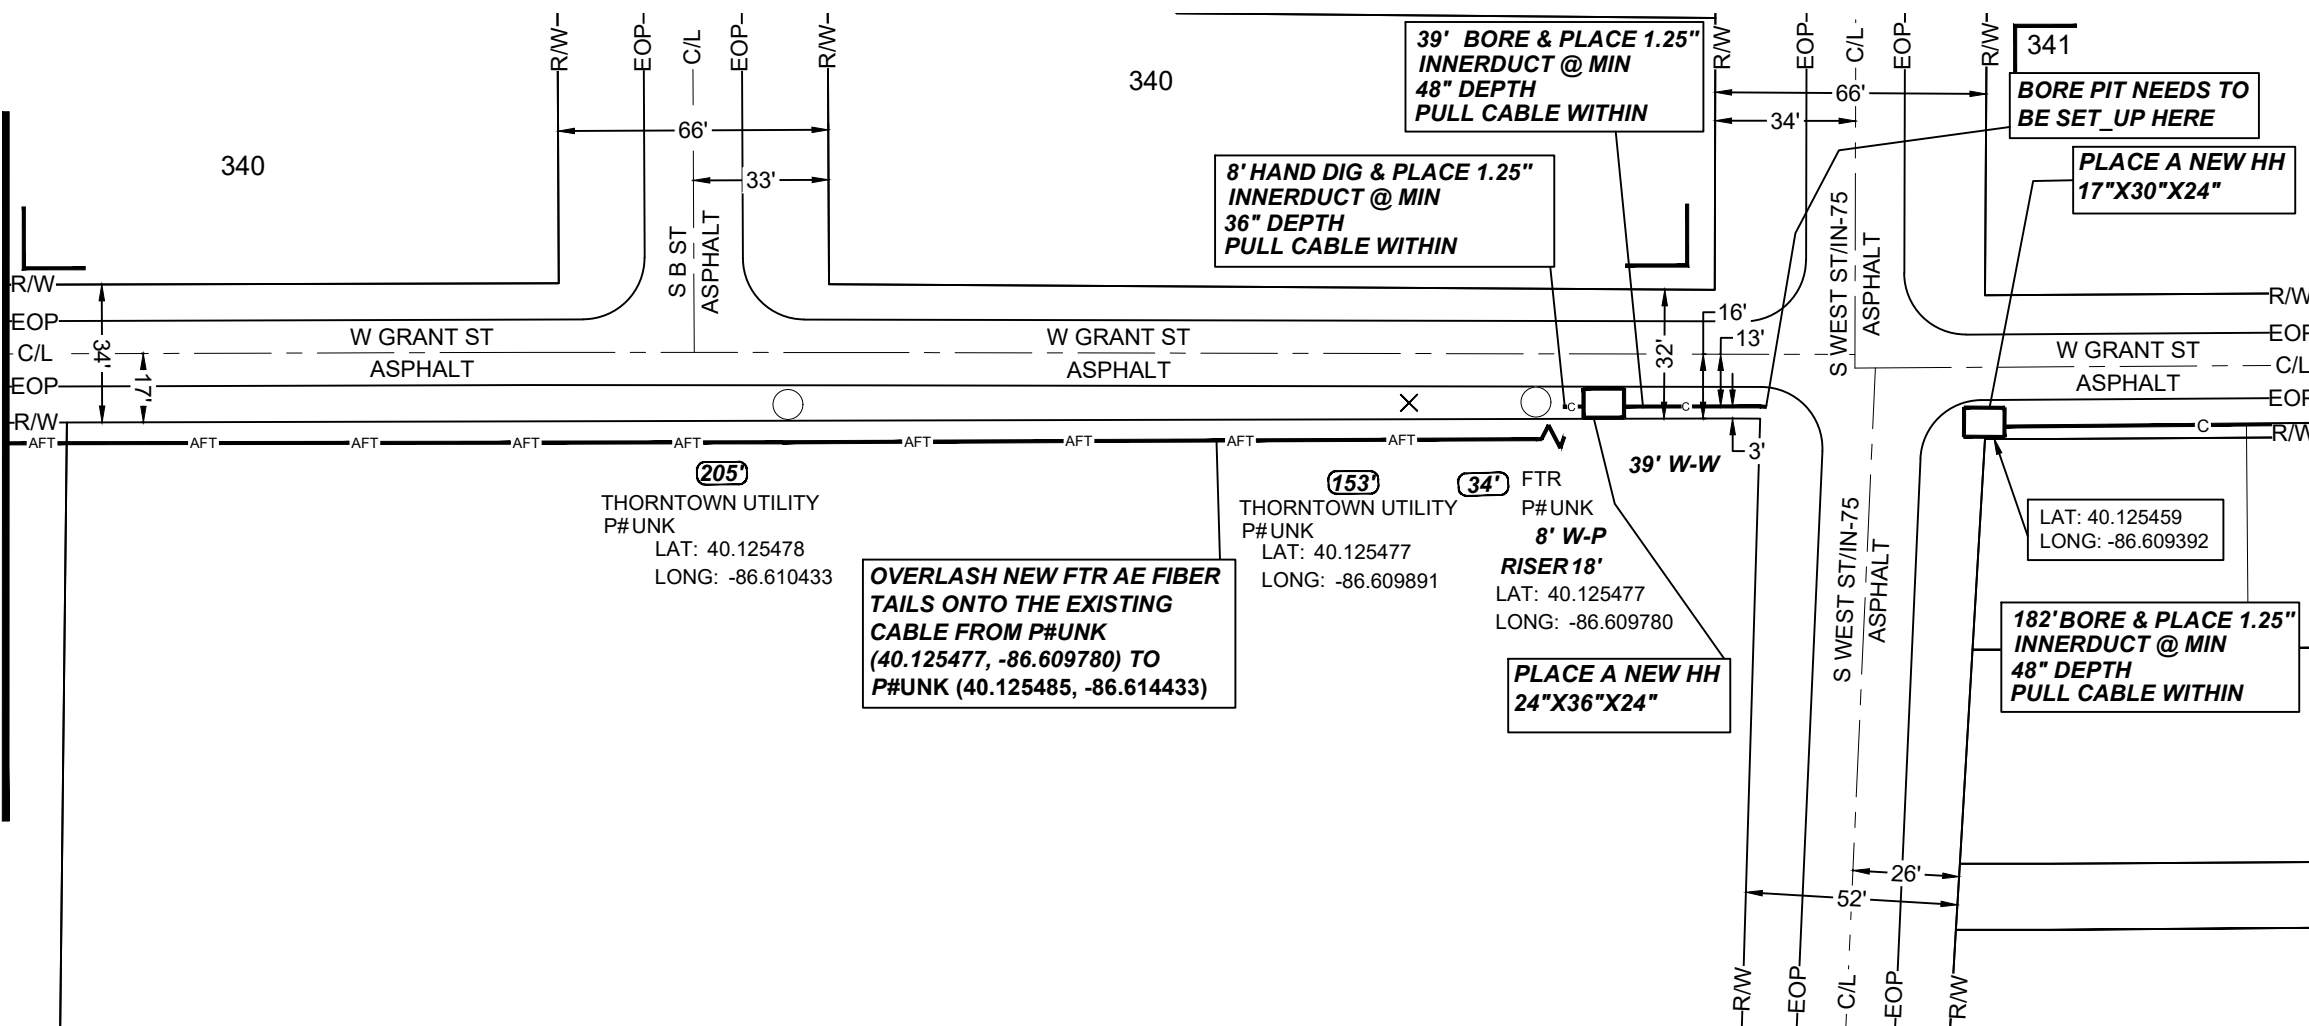 R/W
EOP
C/L
EOP
R/W
R/W
EOP
C/L
EOP
R/W
341
340
340
39' BORE & PLACE 1.25"
INNERDUCT @ MIN
48" DEPTH
PULL CABLE WITHIN
66'
34'
BORE PIT NEEDS TO
BE SET_UP HERE
PLACE A NEW HH
17"X30"X24"
66'
33'
8' HAND DIG & PLACE 1.25"
INNERDUCT @ MIN
36" DEPTH
PULL CABLE WITHIN
S B ST
ASPHALT
S WEST ST/IN-75
ASPHALT
R/W
EOP
C/L
EOP
R/W
34'
17'
W GRANT ST
ASPHALT
W GRANT ST
ASPHALT
32'
16'
13'
3'
W GRANT ST
ASPHALT
R/W
EOP
C/L
EOP
R/W
C
C
C
AFT
AFT
AFT
AFT
AFT
AFT
AFT
AFT
AFT
205'
THORNTOWN UTILITY
P#UNK
LAT: 40.125478
LONG: -86.610433
153'
THORNTOWN UTILITY
P#UNK
LAT: 40.125477
LONG: -86.609891
34'
FTR
P#UNK
8' W-P
RISER 18'
LAT: 40.125477
LONG: -86.609780
39' W-W
OVERLASH NEW FTR AE FIBER
TAILS ONTO THE EXISTING
CABLE FROM P#UNK
(40.125477, -86.609780) TO
P#UNK (40.125485, -86.614433)
PLACE A NEW HH
24"X36"X24"
S WEST ST/IN-75
ASPHALT
LAT: 40.125459
LONG: -86.609392
182' BORE & PLACE 1.25"
INNERDUCT @ MIN
48" DEPTH
PULL CABLE WITHIN
26'
52'
R/W
EOP
C/L
EOP
R/W